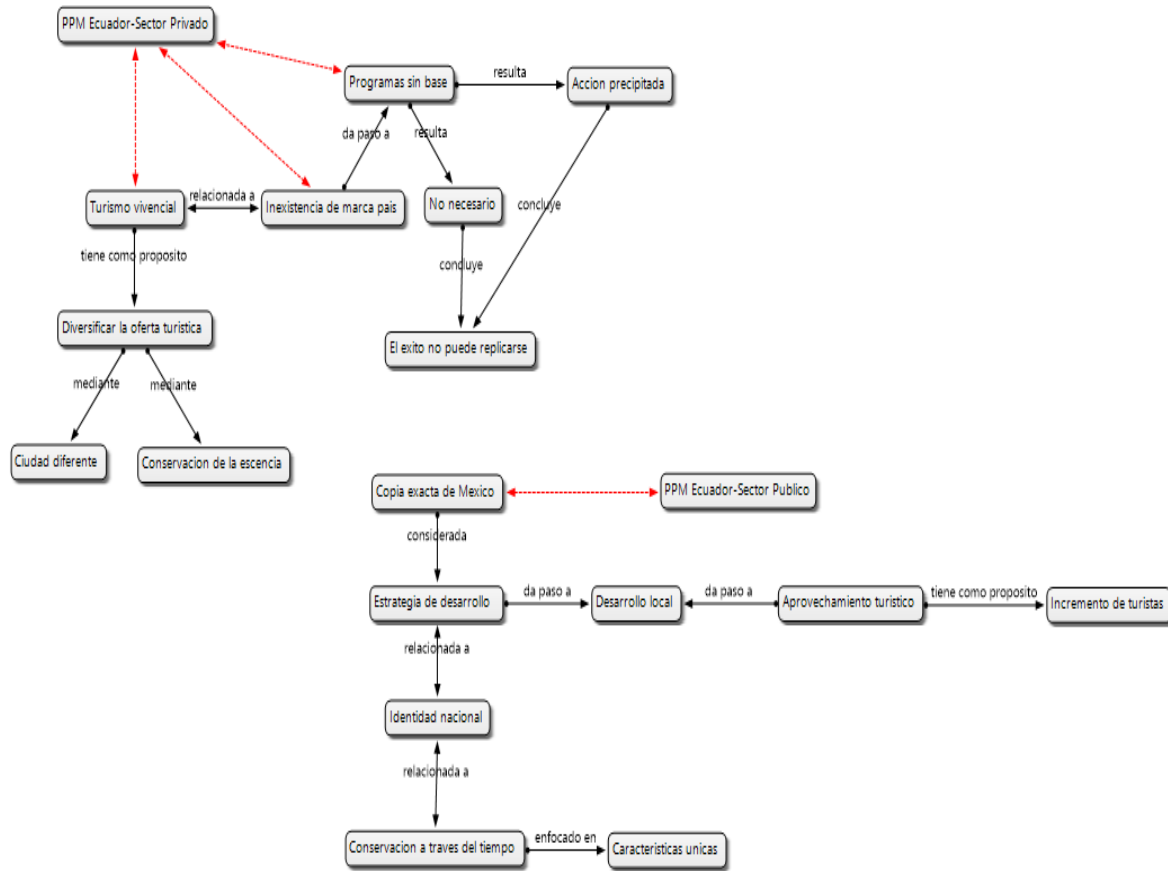 PPM Ecuador-Sector Privado
Programas sin base
resulta
Accion precipitada
da paso a
resulta
Turismo vivencial
relacionada a
Inexistencia de marca pais
No necesario
concluye
tiene como proposito
concluye
Diversificar la oferta turistica
El exito no puede replicarse
mediante
mediante
Ciudad diferente
Conservacion de la escencia
Copia exacta de Mexico
PPM Ecuador-Sector Publico
considerada
Estrategia de desarrollo
da paso a
Desarrollo local
da paso a
Aprovechamiento turistico
tiene como proposito
Incremento de turistas
relacionada a
Identidad nacional
relacionada a
Conservacion a traves del tiempo
enfocado en
Caracteristicas unicas